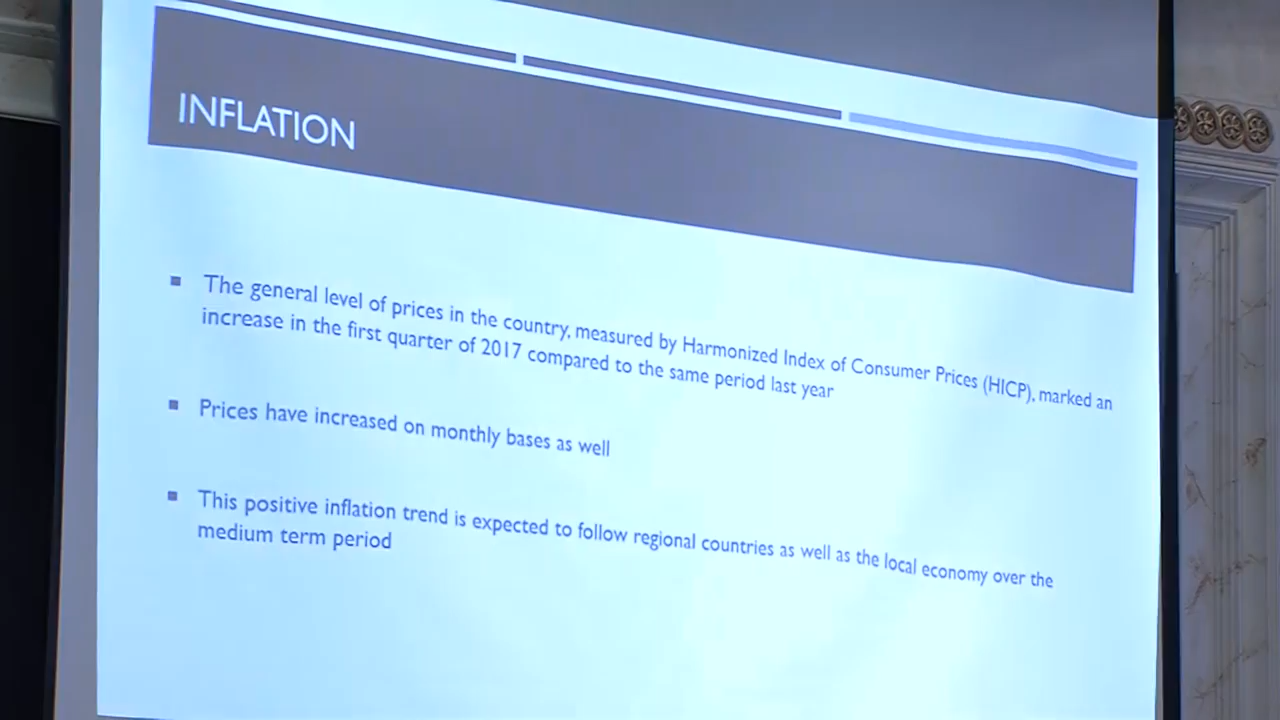 INFLATION
The general level of prices in the country, measured by Harmonized Index of Consumer Prices (HICP), marked an
increase in the first quarter of 2017 compared to the same period last year
Prices have increased on monthly bases as well
This positive inflation trend is expected to follow regional countries as well as the local economy over the
medium term period